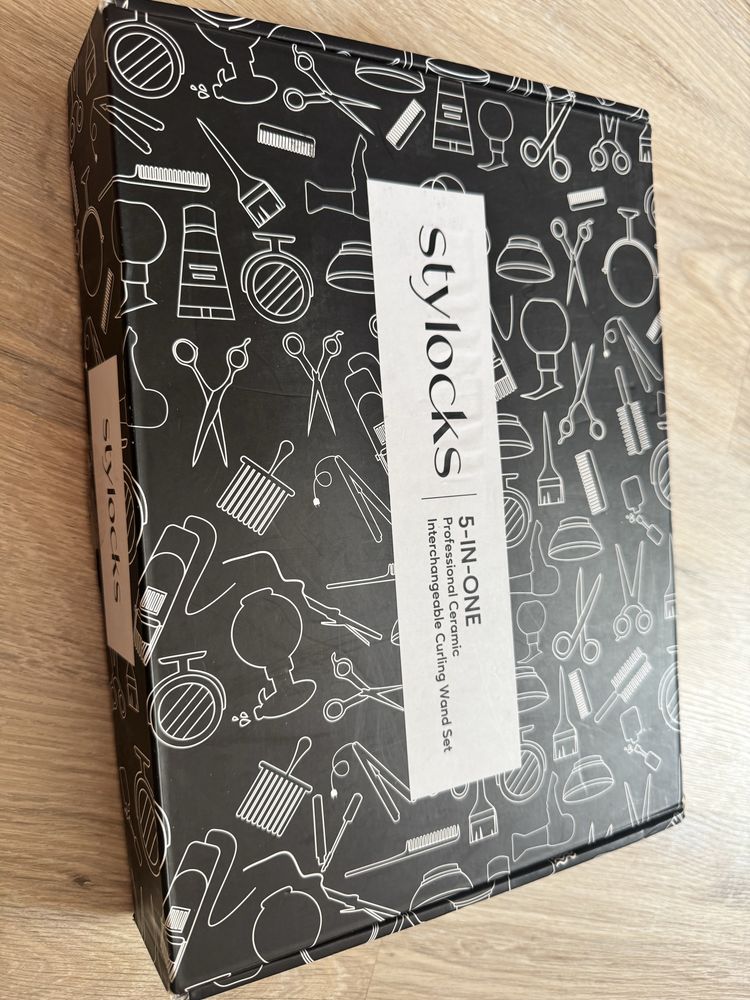 stylocks
5-IN-ONE
Professional Ceramic
Interchangeable Curling Wand Set
stylocks